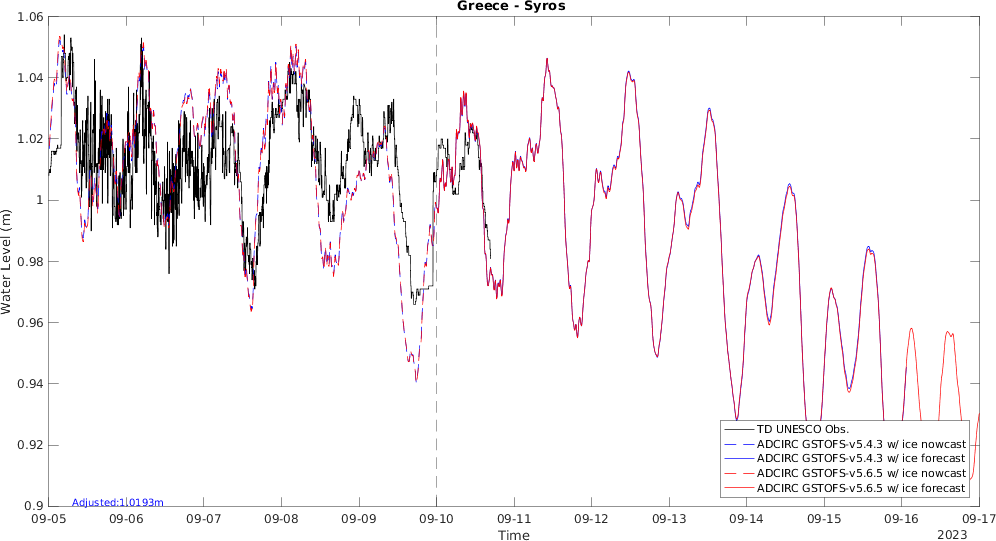 Greece - Syros
1.06
1.04
1.02
1
0.98
0.96
0.94
0.92
0.9
Water Level (m)
TD UNESCO Obs.
ADCIRC GSTOFS-v5.4.3 w/ ice nowcast
ADCIRC GSTOFS-v5.4.3 w/ ice forecast
ADCIRC GSTOFS-v5.6.5 w/ ice nowcast
ADCIRC GSTOFS-v5.6.5 w/ ice forecast
Adjusted:1.0193m
09-05 09-06 09-07 09-08 09-09 09-10 09-11 09-12 09-13 09-14 09-15 09-16 09-17
Time
2023